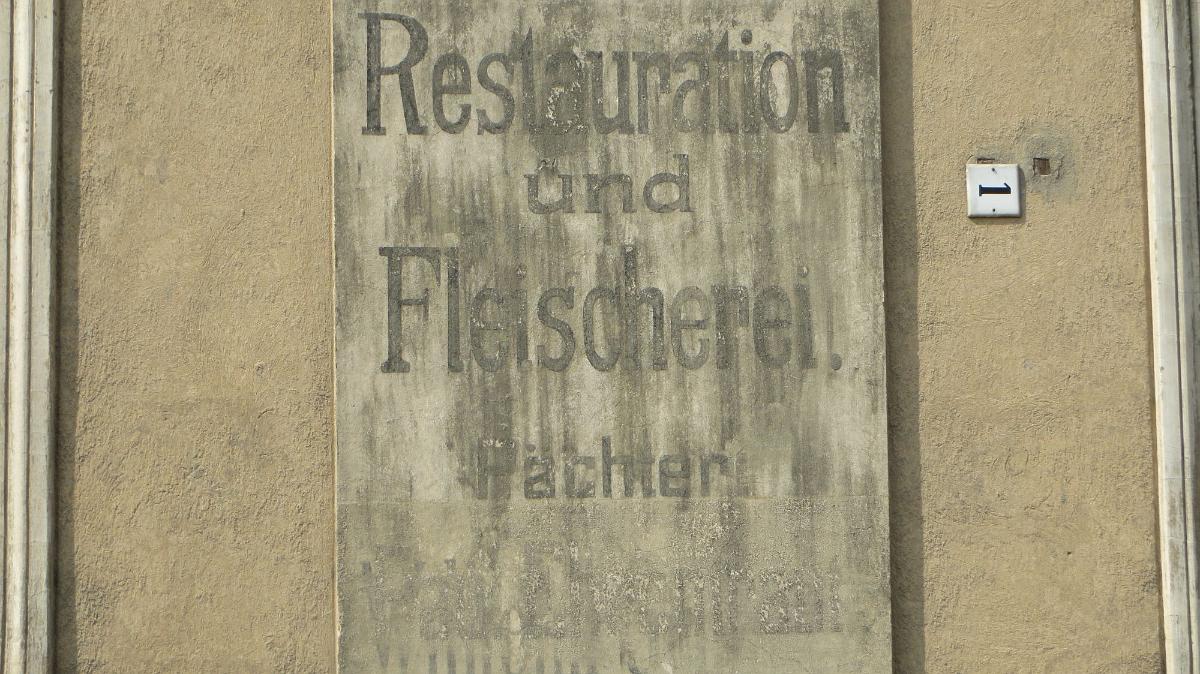 Restauration
und
Fleischerei.
Pächter
1